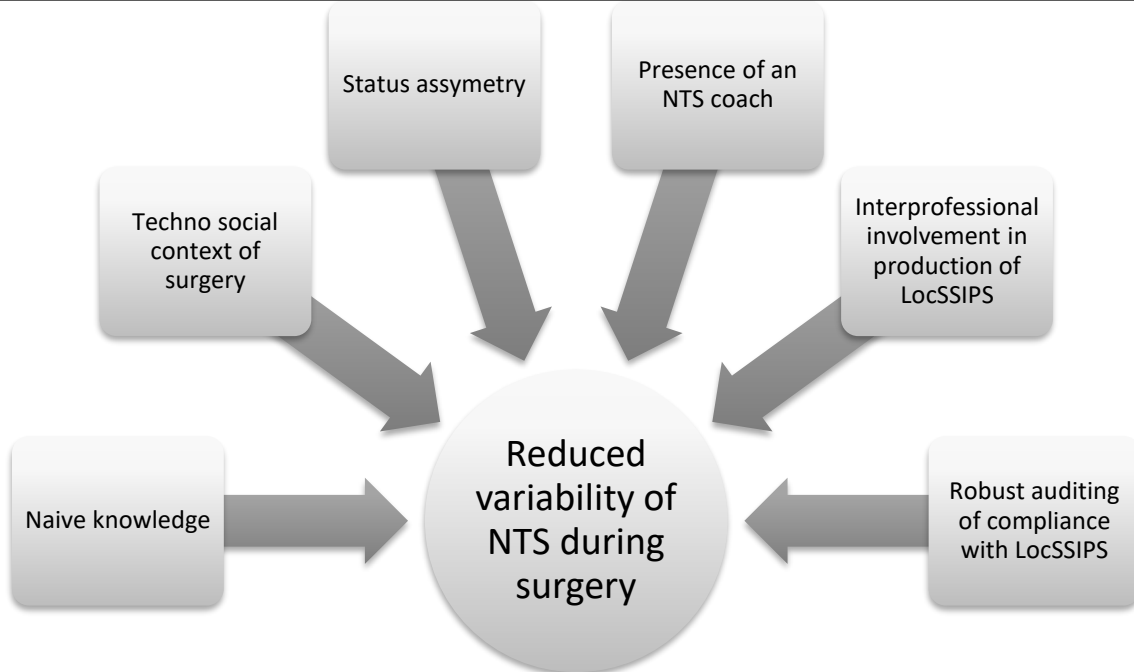 Naive knowledge
Techno social
context of
surgery
Status assymetry
Presence of an
NTS coach
Interprofessional
involvement in
production of
LocSSIPS
Robust auditing
of compliance
with LocSSIPS
Reduced
variability of
NTS during
surgery